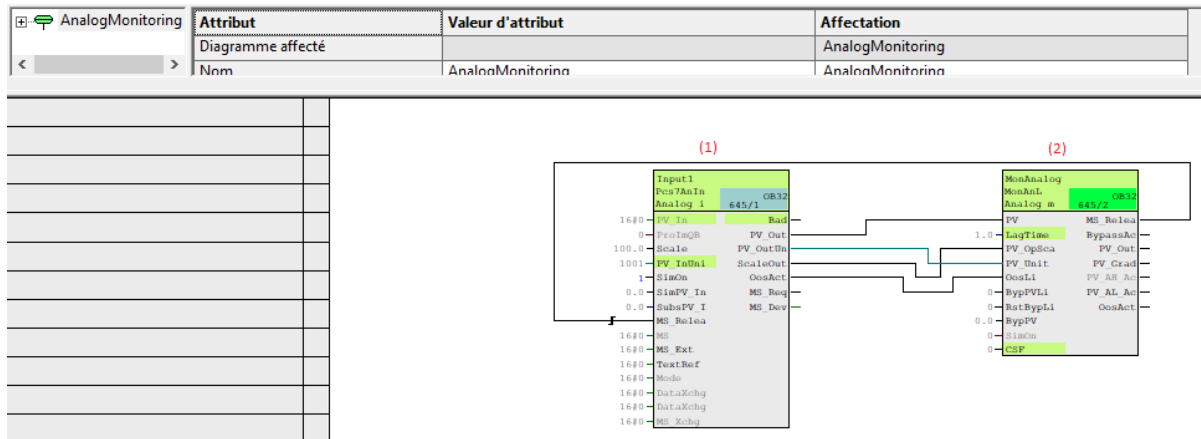 AnalogMonitoring
Attribut Valeur d'attribut Affectation
Diagramme affecté AnalogMonitoring
Nom AnalogMonitoring AnalogMonitoring
(1)
Input1
Pcs7AnIn OB32
Analog i 645/1
16#0 PV_In Bad
0 ProImQB PV_Out
100.0 Scale PV_OutUn
1001 PV_InUni ScaleOut
1 SimOn OosAct
0.0 SimPV_In MS_Req
0.0 SubsPV_I MS_Dev
MS_Relea
16#0 MS
16#0 MS_Ext
16#0 TextRef
16#0 Mode
16#0 DataXchg
16#0 DataXchg
16#0 MS_Xchg
(2)
MonAnalog
MonAnL OB32
Analog m 645/2
PV MS_Relea
1.0 LagTime BypassAc
PV_OpSca PV_Out
PV_Unit PV_Grad
OosLi PV_AH_Ac
0 BypPVLi PV_AL_Ac
0 RstBypLi OosAct
0.0 BypPV
0 SimOn
0 CSF